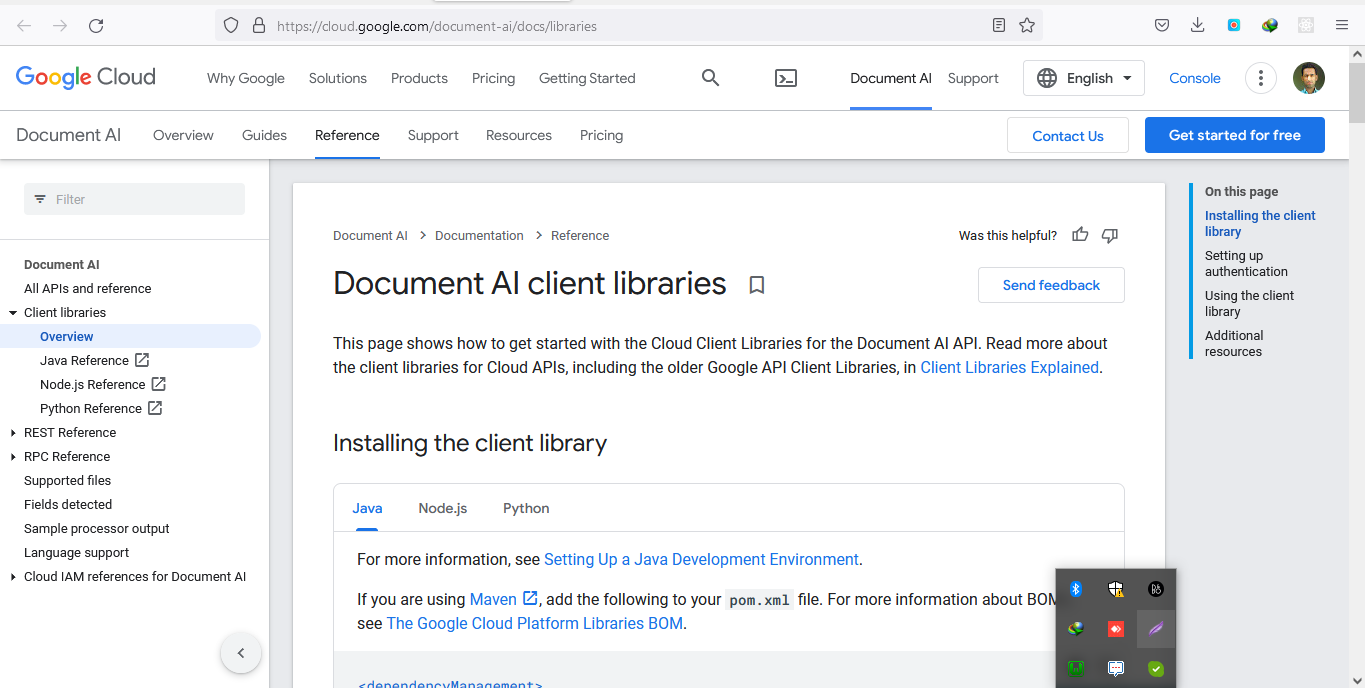 https://cloud.google.com/document-ai/docs/libraries
Google Cloud
Why Google
Solutions
Products
Pricing
Getting Started
Document AI
Support
English
Console
Document AI
Overview
Guides
Reference
Support
Resources
Pricing
Contact Us
Get started for free
Filter
Document AI
All APIs and reference
Client libraries
Overview
Java Reference
Node.js Reference
Python Reference
REST Reference
RPC Reference
Supported files
Fields detected
Sample processor output
Language support
Cloud IAM references for Document AI
Document AI > Documentation > Reference
Was this helpful?
Document AI client libraries
Send feedback
This page shows how to get started with the Cloud Client Libraries for the Document AI API. Read more about
the client libraries for Cloud APIs, including the older Google API Client Libraries, in Client Libraries Explained.
Installing the client library
Java
Node.js
Python
For more information, see Setting Up a Java Development Environment.
If you are using Maven , add the following to your pom.xml file. For more information about BOM
see The Google Cloud Platform Libraries BOM.
<dependencyManagement>
On this page
Installing the client
library
Setting up
authentication
Using the client
library
Additional
resources